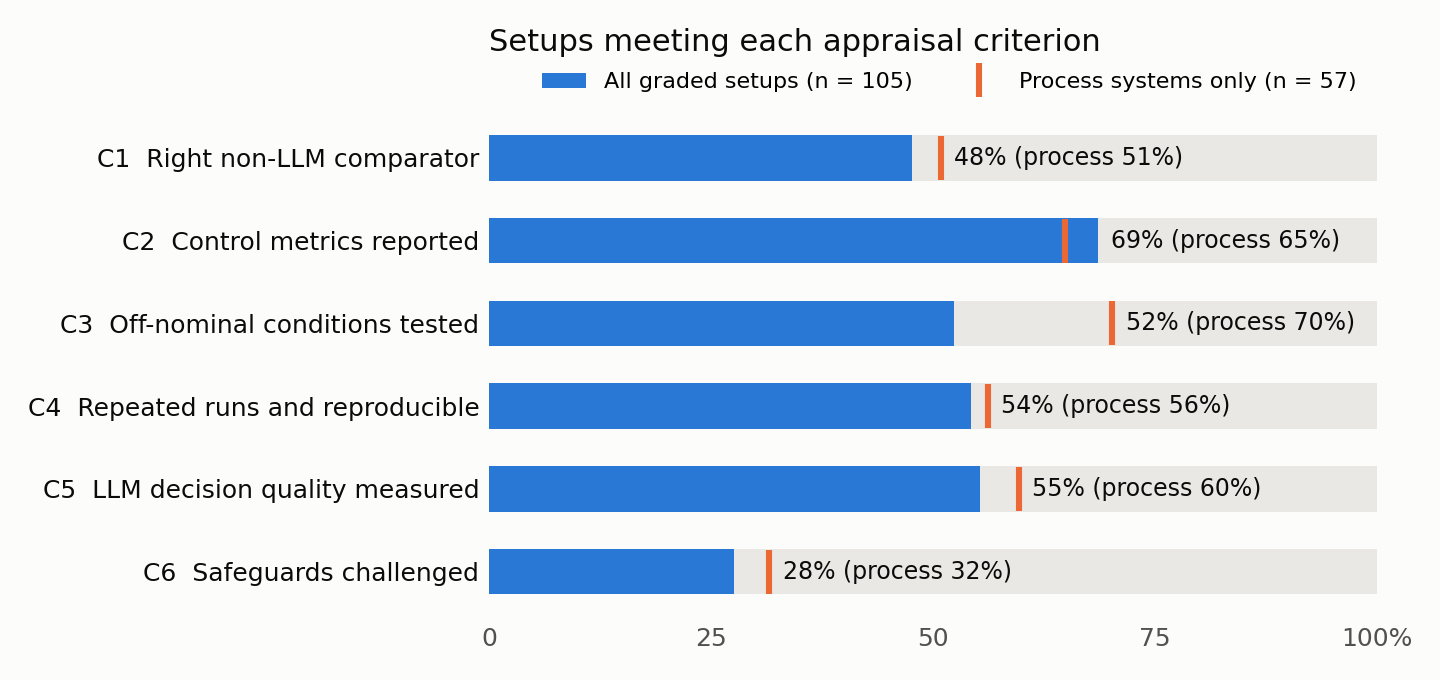 Setups meeting each appraisal criterion
All graded setups (n = 105) Process systems only (n = 57)
C1 Right non-LLM comparator 48% (process 51%)
C2 Control metrics reported 69% (process 65%)
C3 Off-nominal conditions tested 52% (process 70%)
C4 Repeated runs and reproducible 54% (process 56%)
C5 LLM decision quality measured 55% (process 60%)
C6 Safeguards challenged 28% (process 32%)
0 25 50 75 100%